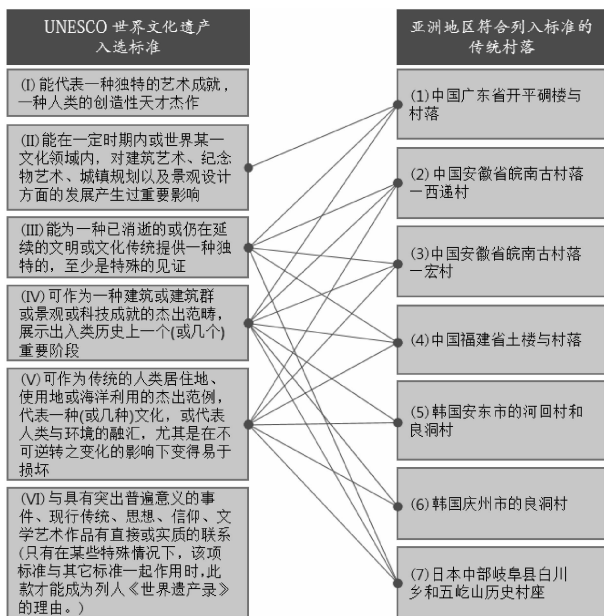 UNESCO 世界文化遗产
入选标准
(Ⅰ) 能代表一种独特的艺术成就，
一种人类的创造性天才杰作
(Ⅱ) 能在一定时期内或世界某一
文化领域内，对建筑艺术、纪念
物艺术、城镇规划以及景观设计
方面的发展产生过重要影响
(Ⅲ) 能为一种已消逝的或仍在延
续的文明或文化传统提供一种独
特的，至少是特殊的见证
(Ⅳ) 可作为一种建筑或建筑群
或景观或科技成就的杰出范畴，
展示出入类历史上一个(或几个)
重要阶段
(Ⅴ) 可作为传统的人类居住地、
使用地或海洋利用的杰出范例，
代表一种(或几种)文化，或代表
人类与环境的融汇，尤其是在不
可逆转之变化的影响下变得易于
损坏
(Ⅵ) 与具有突出普遍意义的事
件、现行传统、思想、信仰、文
学艺术作品有直接或实质的联系
(只有在某些特殊情况下，该项
标准与其它标准一起作用时，此
款才能成为列人《世界遗产录》
的理由。)
亚洲地区符合列入标准的
传统村落
(1) 中国广东省开平碉楼与
村落
(2) 中国安徽省皖南古村落
一西递村
(3) 中国安徽省皖南古村落
一宏村
(4) 中国福建省土楼与村落
(5) 韩国安东市的河回村和
良洞村
(6) 韩国庆州市的良洞村
(7) 日本中部岐阜县白川
乡和五屹山历史村座